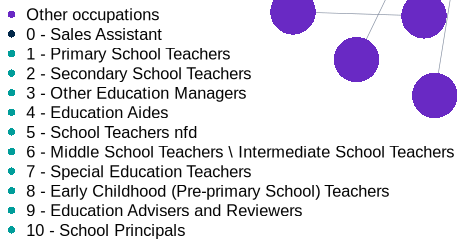 Other occupations
0 - Sales Assistant
1 - Primary School Teachers
2 - Secondary School Teachers
3 - Other Education Managers
4 - Education Aides
5 - School Teachers nfd
6 - Middle School Teachers \ Intermediate School Teachers
7 - Special Education Teachers
8 - Early Childhood (Pre-primary School) Teachers
9 - Education Advisers and Reviewers
10 - School Principals